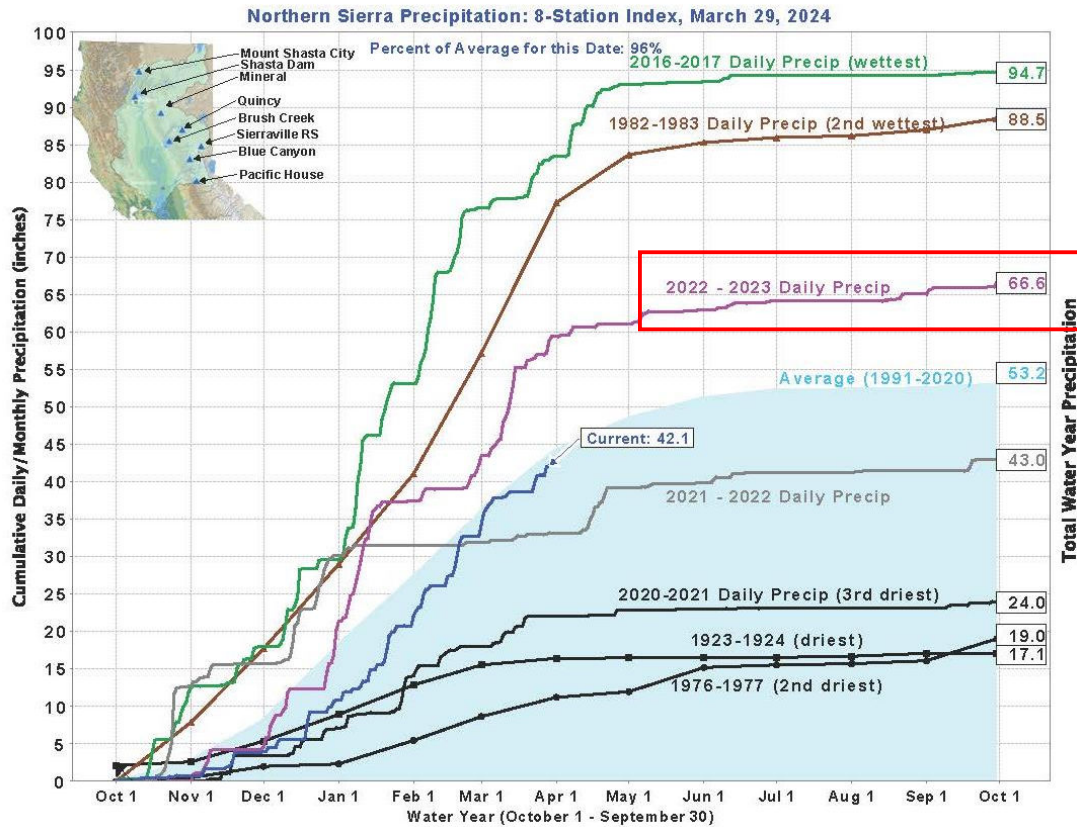 Northern Sierra Precipitation: 8-Station Index, March 29, 2024
Percent of Average for this Date: 96%
Mount Shasta City
Shasta Dam
Mineral
Quincy
Brush Creek
Sierraville RS
Blue Canyon
Pacific House
2016-2017 Daily Precip (wettest)
94.7
1982-1983 Daily Precip (2nd wettest)
88.5
2022 - 2023 Daily Precip
66.6
Average (1991-2020)
53.2
Current: 42.1
43.0
2021 - 2022 Daily Precip
2020-2021 Daily Precip (3rd driest)
24.0
1923-1924 (driest)
19.0
17.1
1976-1977 (2nd driest)
Cumulative Daily/Monthly Precipitation (inches)
100
95
90
85
80
75
70
65
60
55
50
45
40
35
30
25
20
15
10
5
0
Total Water Year Precipitation
Oct 1 Nov 1 Dec 1 Jan 1 Feb 1 Mar 1 Apr 1 May 1 Jun 1 Jul 1 Aug 1 Sep 1 Oct 1
Water Year (October 1 - September 30)